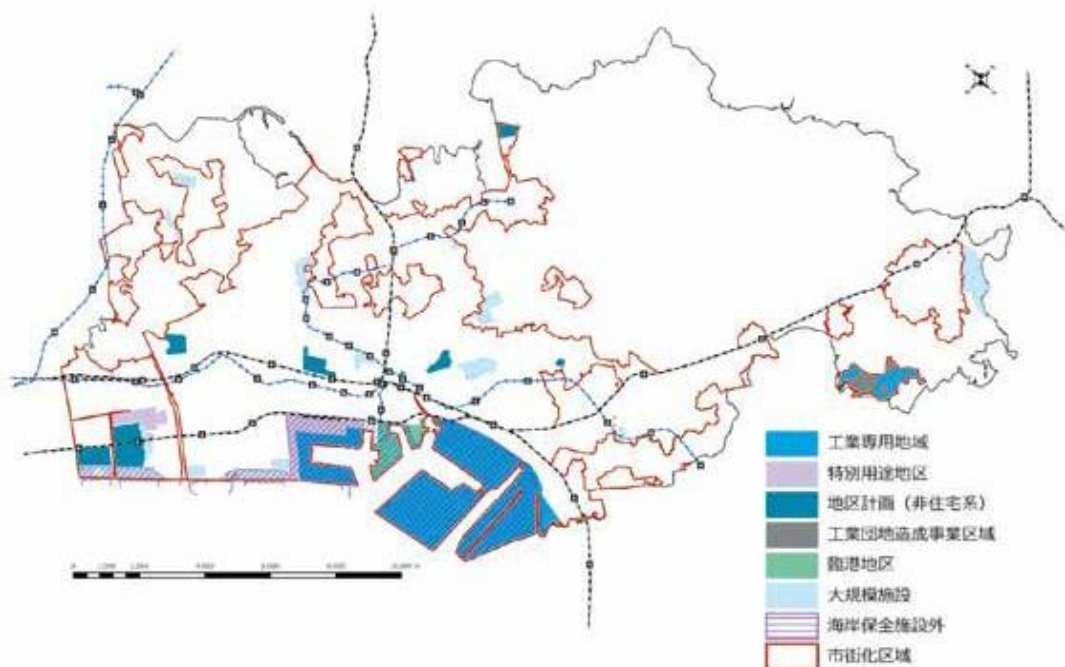 工業専用地域
特別用途地区
地区計画（非住宅系）
工業団地造成事業区域
臨港地区
大規模施設
海岸保全施設外
市街化区域